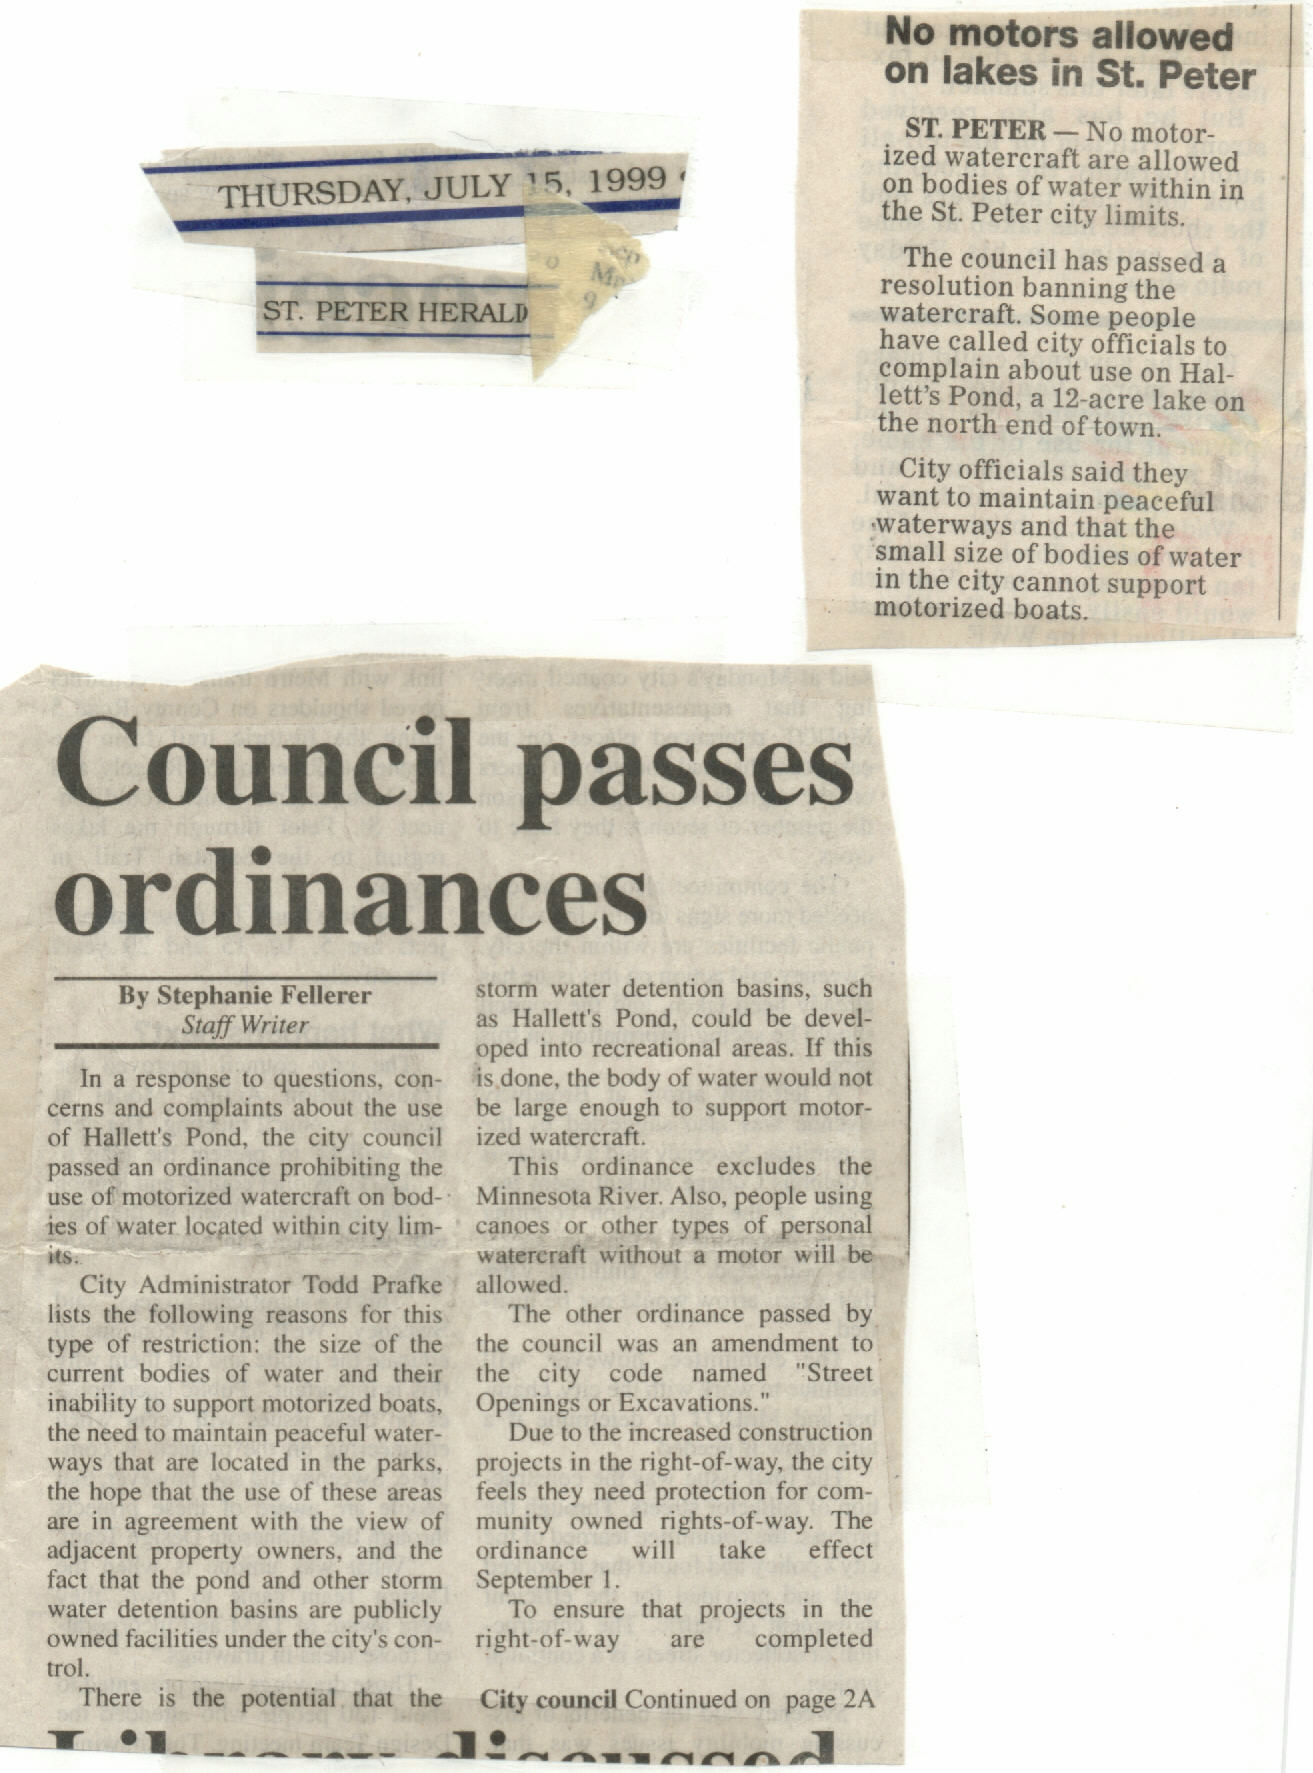 No motors allowed
on lakes in St. Peter
ST. PETER — No motor-
ized watercraft are allowed
on bodies of water within in
the St. Peter city limits.
The council has passed a
resolution banning the
watercraft. Some people
have called city officials to
complain about use on Hal-
lett's Pond, a 12-acre lake on
the north end of town.
City officials said they
want to maintain peaceful
waterways and that the
small size of bodies of water
in the city cannot support
motorized boats.
THURSDAY, JULY 15, 1999
ST. PETER HERALD
Council passes
ordinances
By Stephanie Fellerer
Staff Writer
In a response to questions, con-
cerns and complaints about the use
of Hallett's Pond, the city council
passed an ordinance prohibiting the
use of motorized watercraft on bod-
ies of water located within city lim-
its.
City Administrator Todd Prafke
lists the following reasons for this
type of restriction: the size of the
current bodies of water and their
inability to support motorized boats,
the need to maintain peaceful water-
ways that are located in the parks,
the hope that the use of these areas
are in agreement with the view of
adjacent property owners, and the
fact that the pond and other storm
water detention basins are publicly
owned facilities under the city's con-
trol.
There is the potential that the
storm water detention basins, such
as Hallett's Pond, could be devel-
oped into recreational areas. If this
is done, the body of water would not
be large enough to support motor-
ized watercraft.
This ordinance excludes the
Minnesota River. Also, people using
canoes or other types of personal
watercraft without a motor will be
allowed.
The other ordinance passed by
the council was an amendment to
the city code named "Street
Openings or Excavations."
Due to the increased construction
projects in the right-of-way, the city
feels they need protection for com-
munity owned rights-of-way. The
ordinance will take effect
September 1.
To ensure that projects in the
right-of-way are completed
City council Continued on page 2A
Library discussed